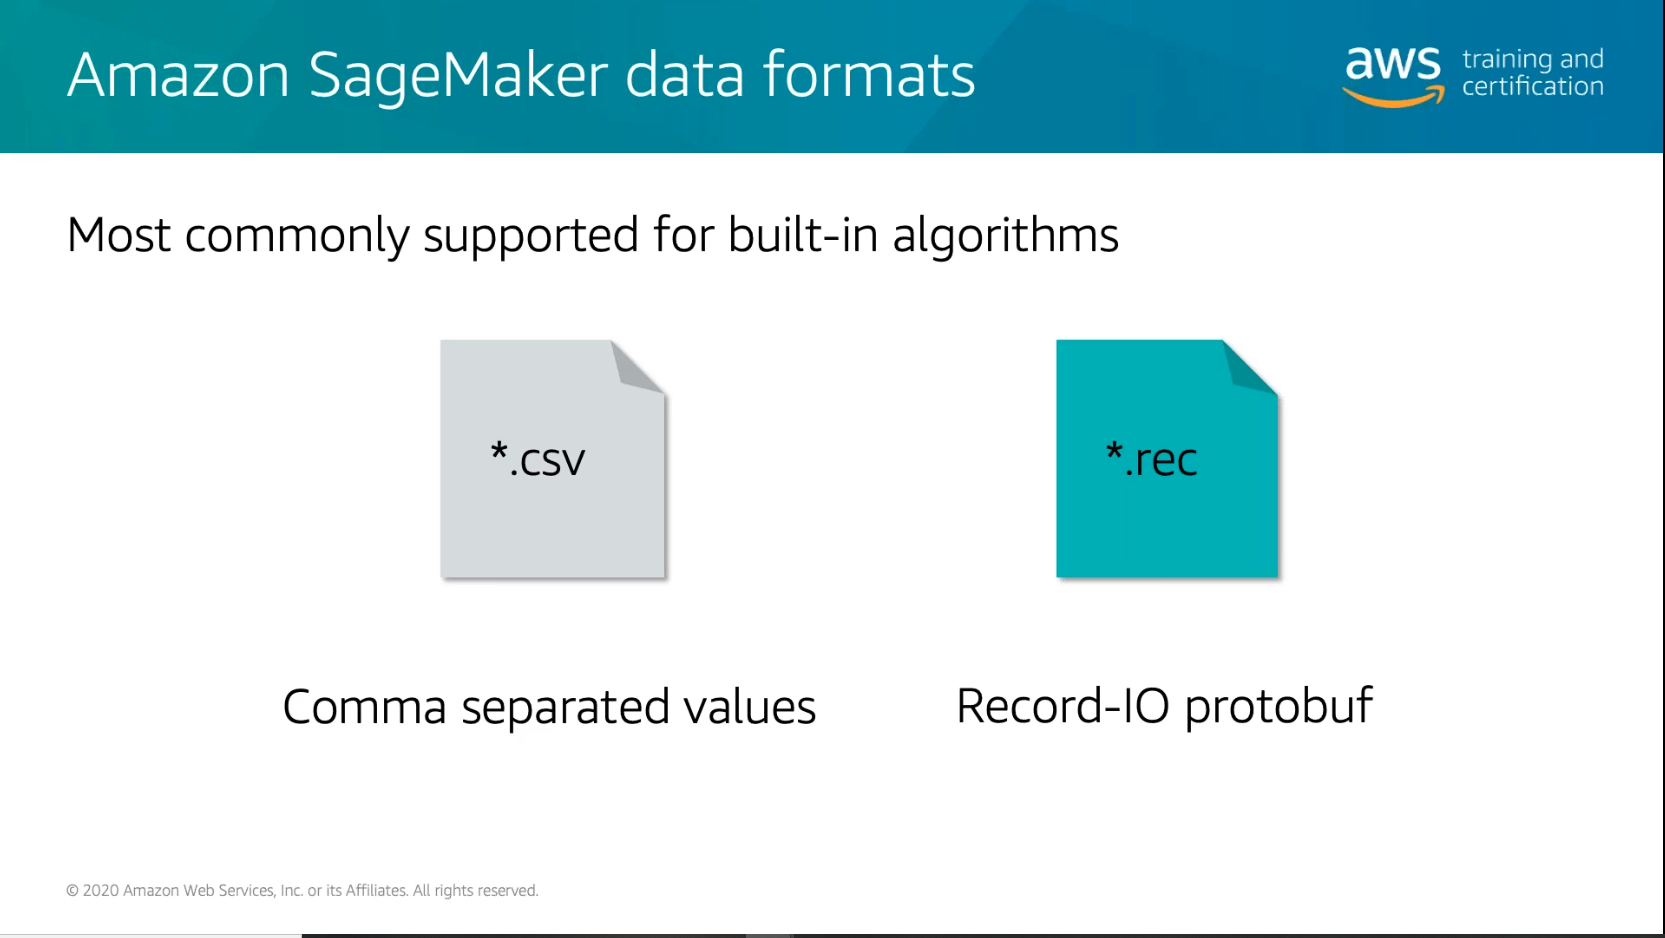 Amazon SageMaker data formats
aws training and
certification
Most commonly supported for built-in algorithms
*.csv
*.rec
Comma separated values
Record-IO protobuf
© 2020 Amazon Web Services, Inc. or its Affiliates. All rights reserved.